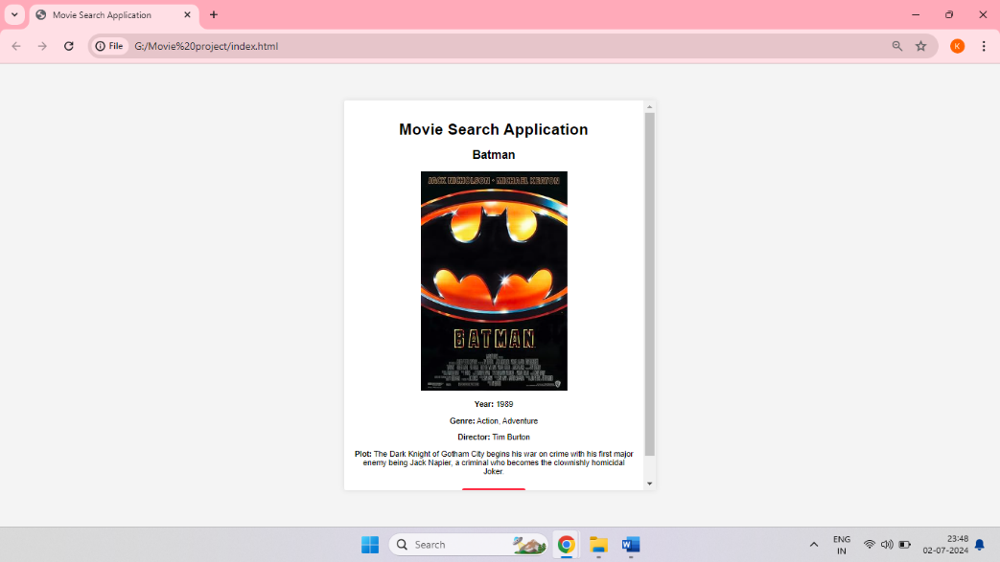 Movie Search Application
File
G:/Movie%20project/index.html
K
Movie Search Application
Batman
JACK NICHOLSON · MICHAEL KEATON
BATMAN
Year: 1989
Genre: Action, Adventure
Director: Tim Burton
Plot: The Dark Knight of Gotham City begins his war on crime with his first major
enemy being Jack Napier, a criminal who becomes the clownishly homicidal
Joker.
Search
ENG
IN
23:48
02-07-2024